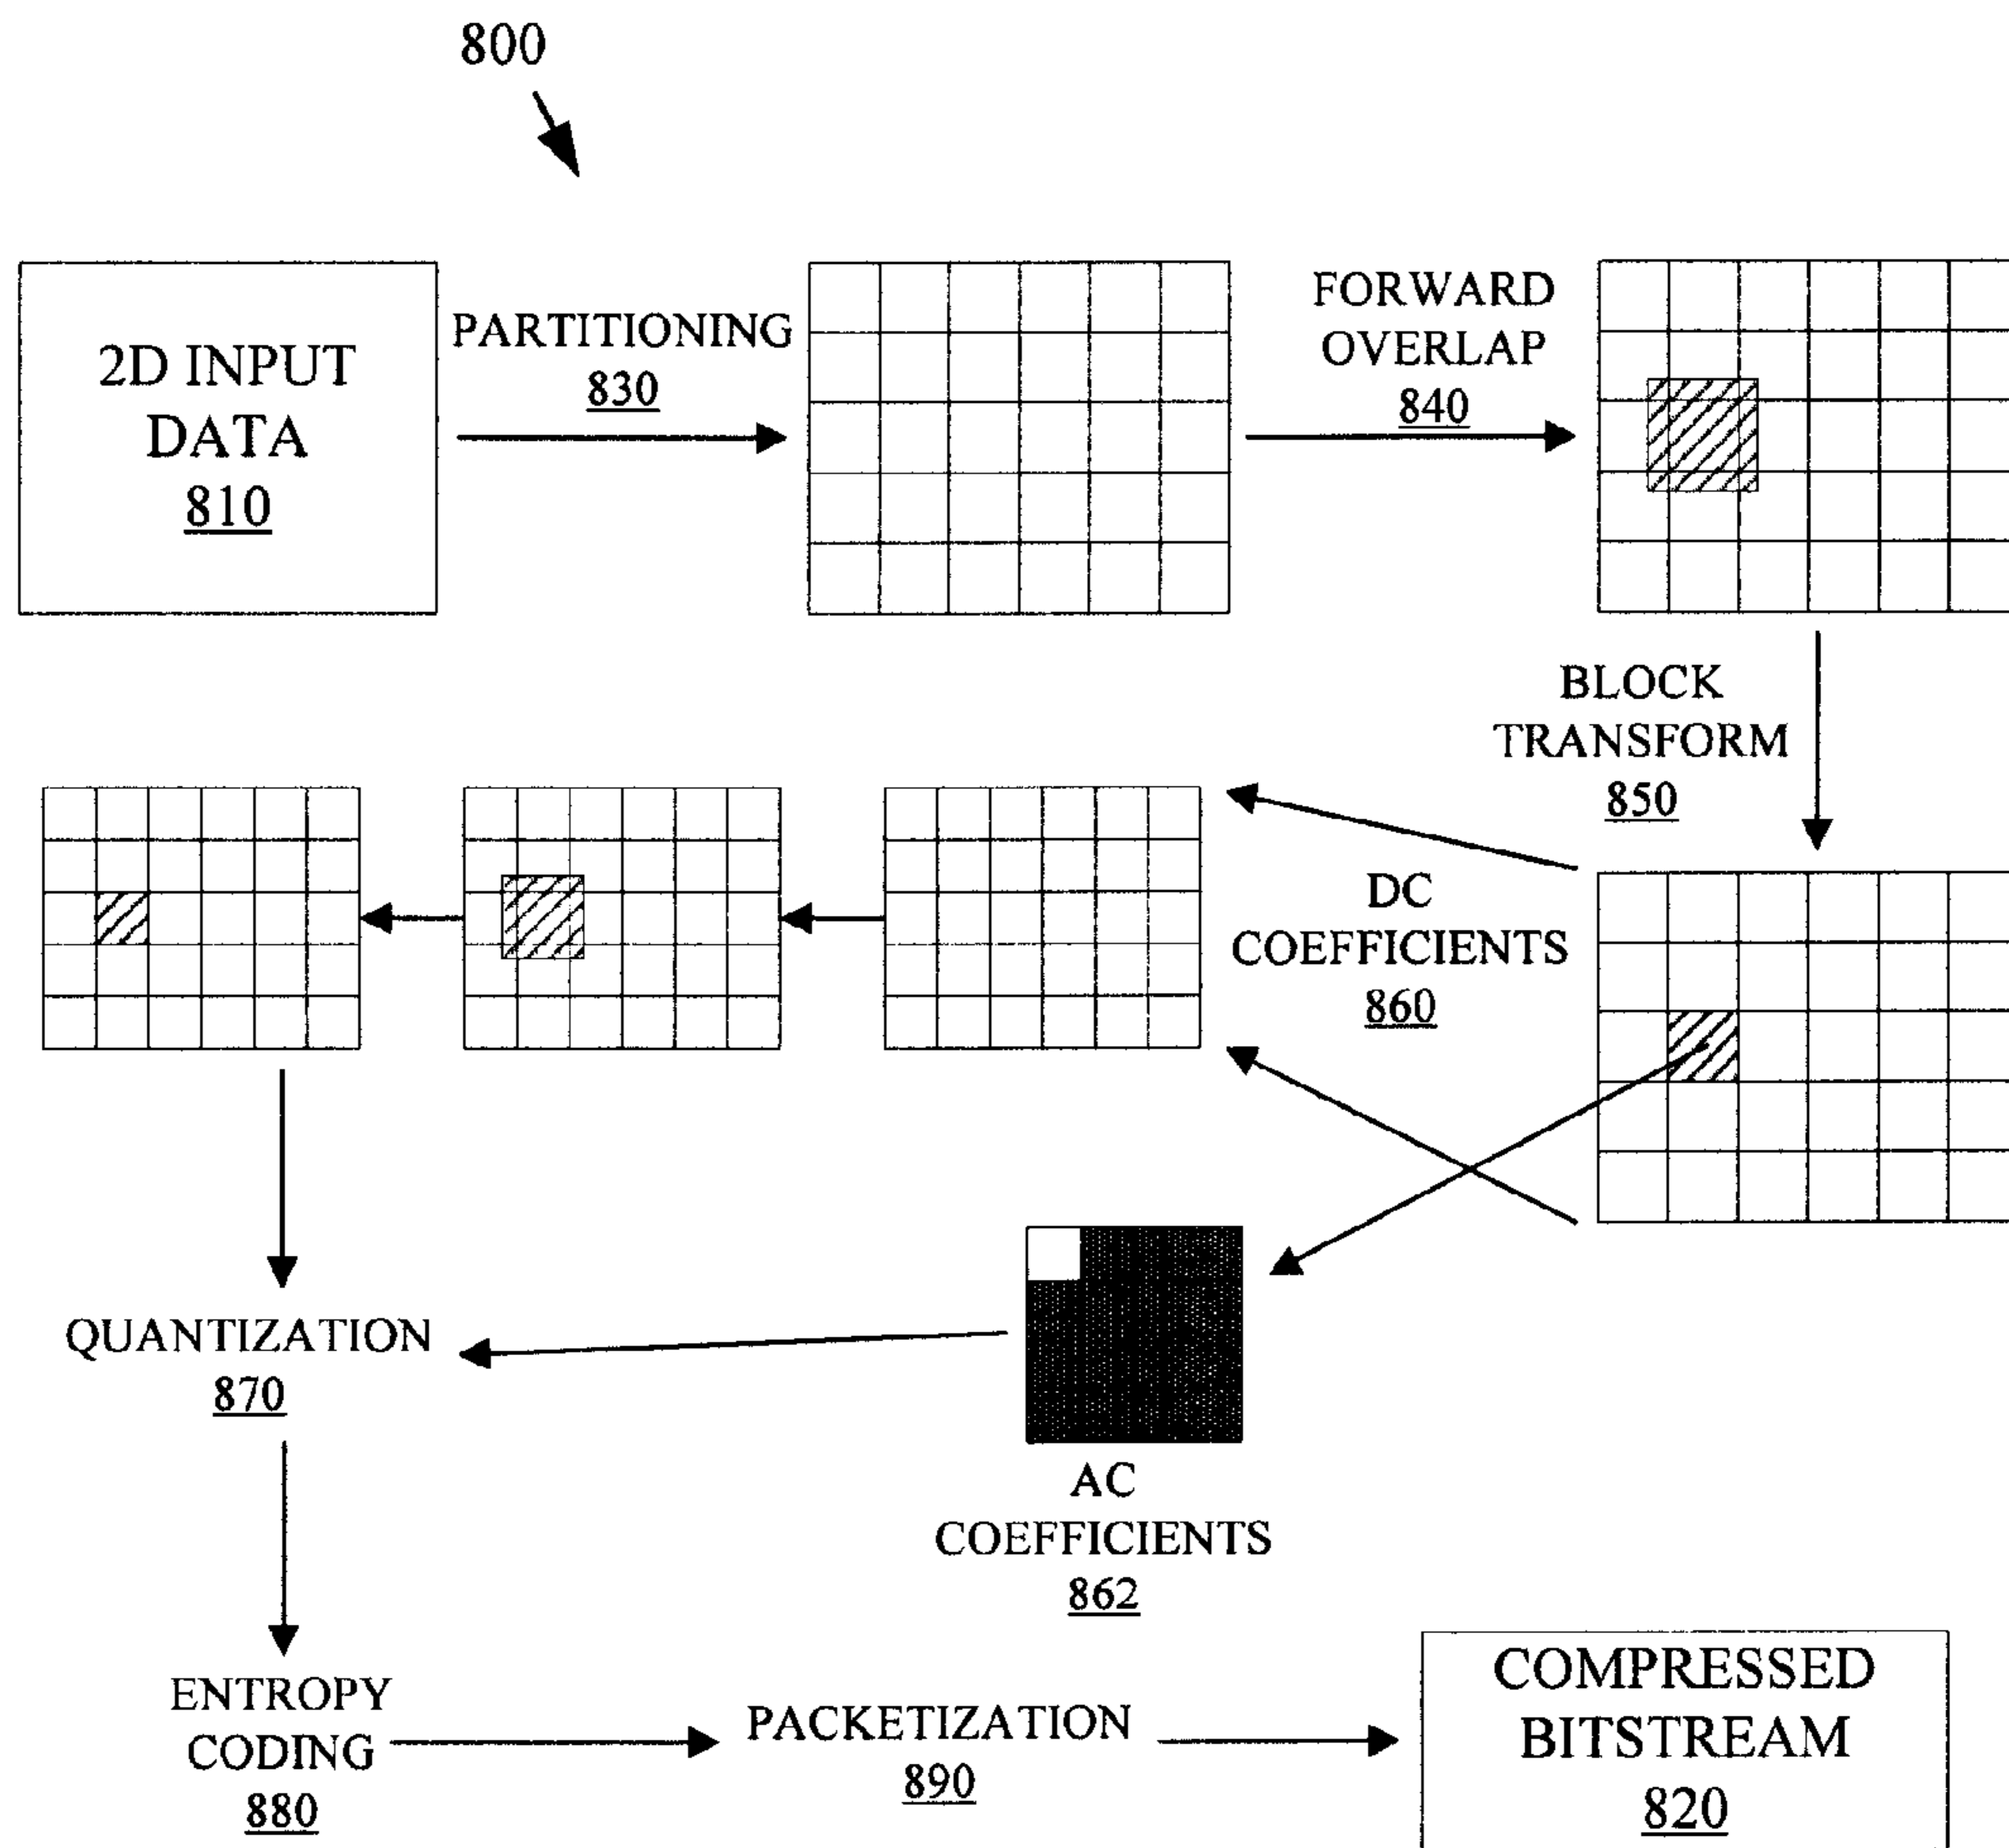 800
2D INPUT
DATA
810
PARTITIONING
830
FORWARD
OVERLAP
840
BLOCK
TRANSFORM
850
DC
COEFFICIENTS
860
QUANTIZATION
870
AC
COEFFICIENTS
862
ENTROPY
CODING
880
PACKETIZATION
890
COMPRESSED
BITSTREAM
820